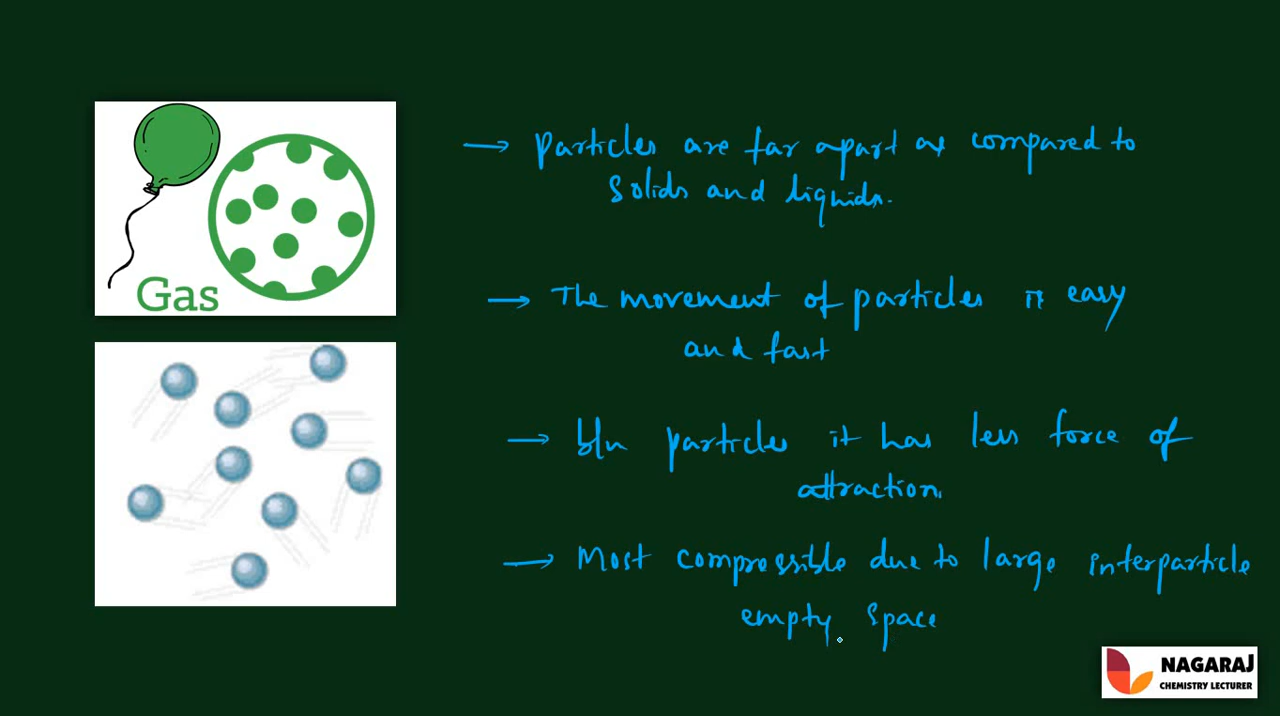 Gas
→ Particles are far apart as compared to
solids and liquids.
→ The movement of particles is easy
and fast
→ b/n particles it has less force of
attraction.
→ Most compressible due to large interparticle
empty space
NAGARAJ
CHEMISTRY LECTURER